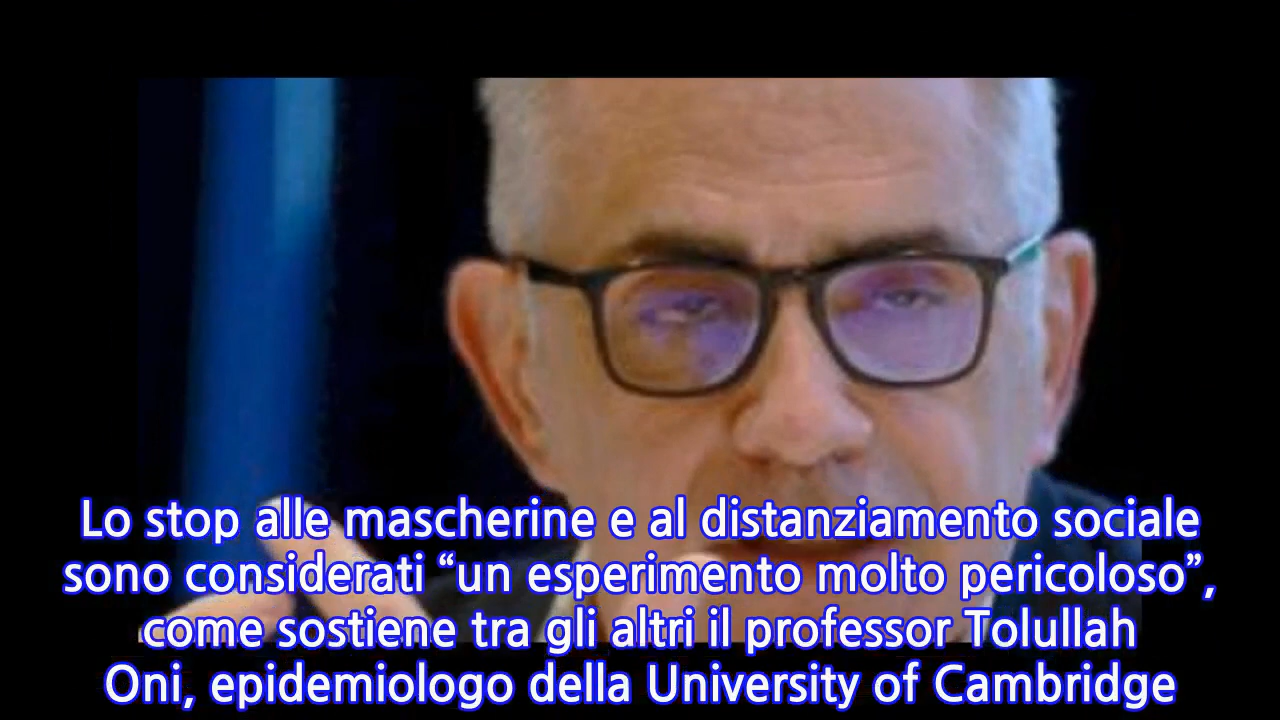 Lo stop alle mascherine e al distanziamento sociale
sono considerati “un esperimento molto pericoloso”,
come sostiene tra gli altri il professor Tolullah
Oni, epidemiologo della University of Cambridge